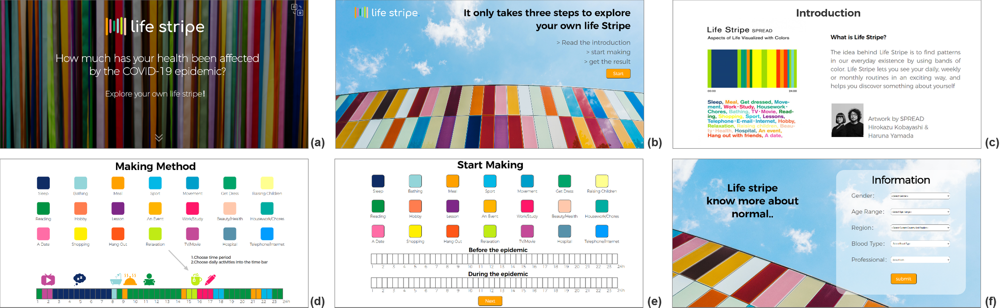 life stripe
How much has your health been affected
by the COVID-19 epidemic?
Explore your own life stripe!
(a)
life stripe.
It only takes three steps to explore
your own life Stripe
> Read the introduction
> start making
> get the result
Start
(b)
Introduction
Life Stripe SPREAD
Aspects of Life Visualized with Colors
00:00 24:00
Sleep, Meal, Get dressed, Move-
ment, Work·Study, Housework·
Chores, Bathing, TV·Movie, Read-
ing, Shopping, Sport, Lessons,
Telephone·E-mail·Internet, Hobby,
Relaxation, Raising children, Beau-
ty·Health, Hospital, An event,
Hang out with friends, A date,
What is Life Stripe?
The idea behind Life Stripe is to find patterns
in our everyday existence by using bands of
color. Life Stripe lets you see your daily, weekly
or monthly routines in an exciting way, and
helps you discover something about yourself
Artwork by SPREAD
Hirokazu Kobayashi &
Haruna Yamada
(c)
Making Method
Sleep Bathing Meal Sport Movement Get Dress Raising Children
Reading Hobby Lesson An Event Work/Study Beauty/Health Housework/Chores
A Date Shopping Hang Out Relaxation TV/Movie Hospital Telephone/Internet
1.Choose time period
2.Choose daily activities into the time bar
1 2 3 4 5 6 7 8 9 10 11 12 13 14 15 16 17 18 19 20 21 22 23 24h
(d)
Start Making
Sleep Bathing Meal Sport Movement Get Dress Raising Children
Reading Hobby Lesson An Event Work/Study Beauty/Health Housework/Chores
A Date Shopping Hang Out Relaxation TV/Movie Hospital Telephone/Internet
Before the epidemic
1 2 3 4 5 6 7 8 9 10 11 12 13 14 15 16 17 18 19 20 21 22 23 24h
During the epidemic
1 2 3 4 5 6 7 8 9 10 11 12 13 14 15 16 17 18 19 20 21 22 23 24h
Next
(e)
Life stripe
know more about
normal..
Information
Gender: --Select Gender--
Age Range: --Select Age Range--
Region: --Select Current Country And Region--
Blood Type:
Professional:
submit
(f)